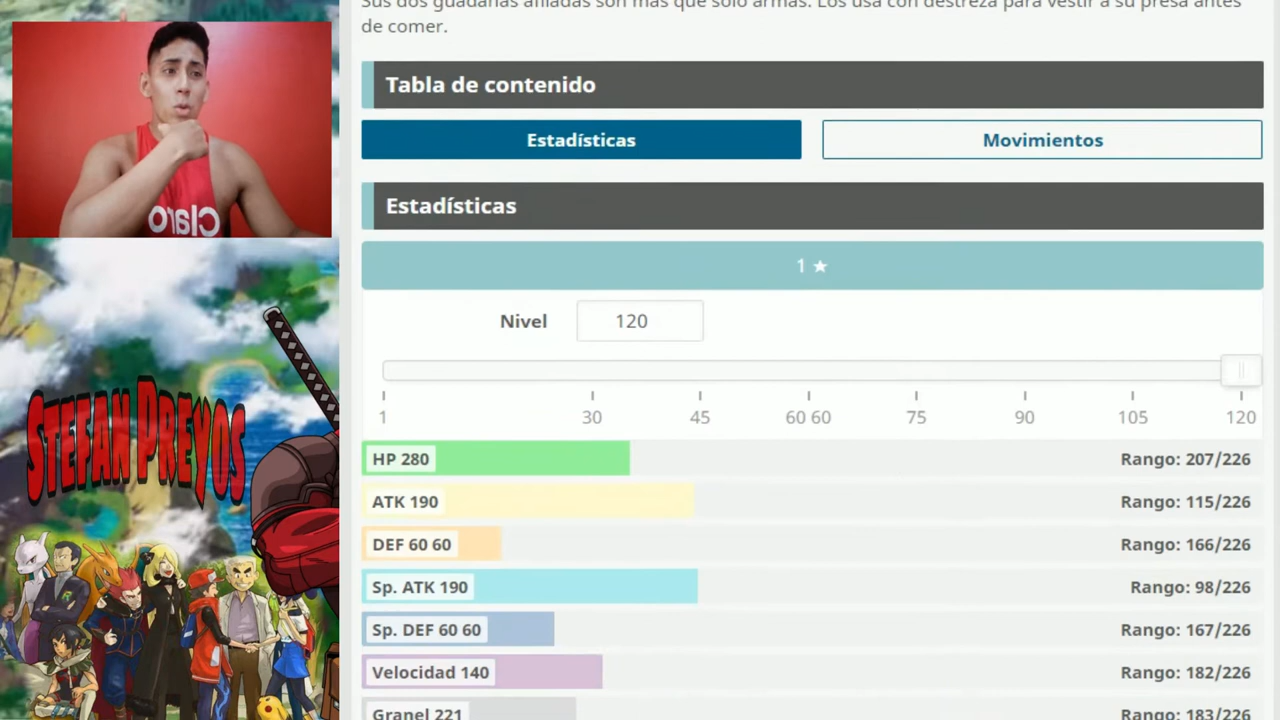 Sus dos guadañas afiladas son más que solo armas. Los usa con destreza para vestir a su presa antes
de comer.
Tabla de contenido
Estadísticas
Movimientos
Estadísticas
1 ★
Nivel
120
1
30
45
60 60
75
90
105
120
HP 280
Rango: 207/226
ATK 190
Rango: 115/226
DEF 60 60
Rango: 166/226
Sp. ATK 190
Rango: 98/226
Sp. DEF 60 60
Rango: 167/226
Velocidad 140
Rango: 182/226
Granel 221
Rango: 183/226
Claro
STEFAN PREYOS